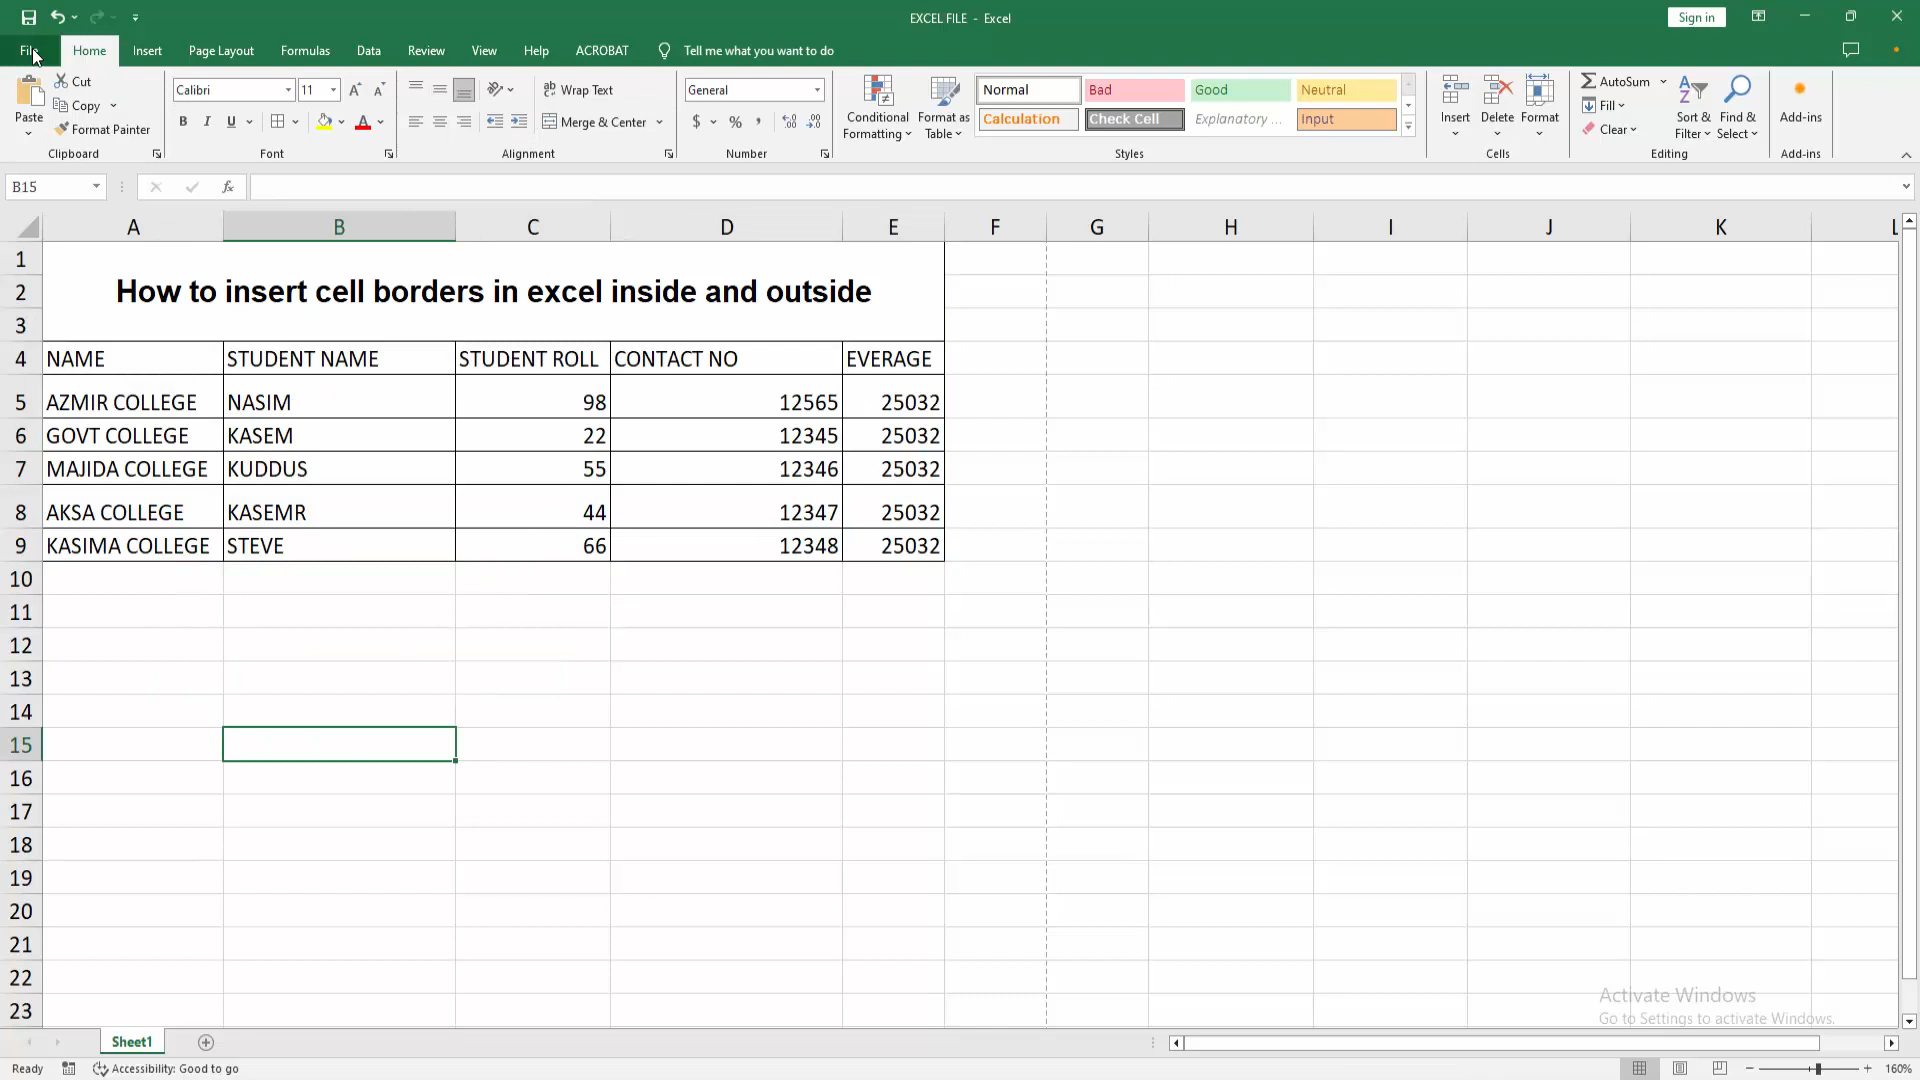 EXCEL FILE - Excel
Sign in
File Home Insert Page Layout Formulas Data Review View Help ACROBAT Tell me what you want to do
Paste
Cut
Copy
Format Painter
Clipboard
Calibri 11
B I U
Font
Wrap Text
Merge & Center
Alignment
General
$ % ,
Number
Conditional Formatting
Format as Table
Normal Bad Good Neutral
Calculation Check Cell Explanatory ... Input
Styles
Insert Delete Format
Cells
AutoSum
Fill
Clear
Sort & Filter
Find & Select
Editing
Add-ins
Add-ins
B15 fx
A B C D E F G H I J K L
1
2 How to insert cell borders in excel inside and outside
3
4 NAME STUDENT NAME STUDENT ROLL CONTACT NO EVERAGE
5 AZMIR COLLEGE NASIM 98 12565 25032
6 GOVT COLLEGE KASEM 22 12345 25032
7 MAJIDA COLLEGE KUDDUS 55 12346 25032
8 AKSA COLLEGE KASEMR 44 12347 25032
9 KASIMA COLLEGE STEVE 66 12348 25032
10
11
12
13
14
15
16
17
18
19
20
21
22
23
Activate Windows
Go to Settings to activate Windows.
Sheet1
Ready Accessibility: Good to go 160%